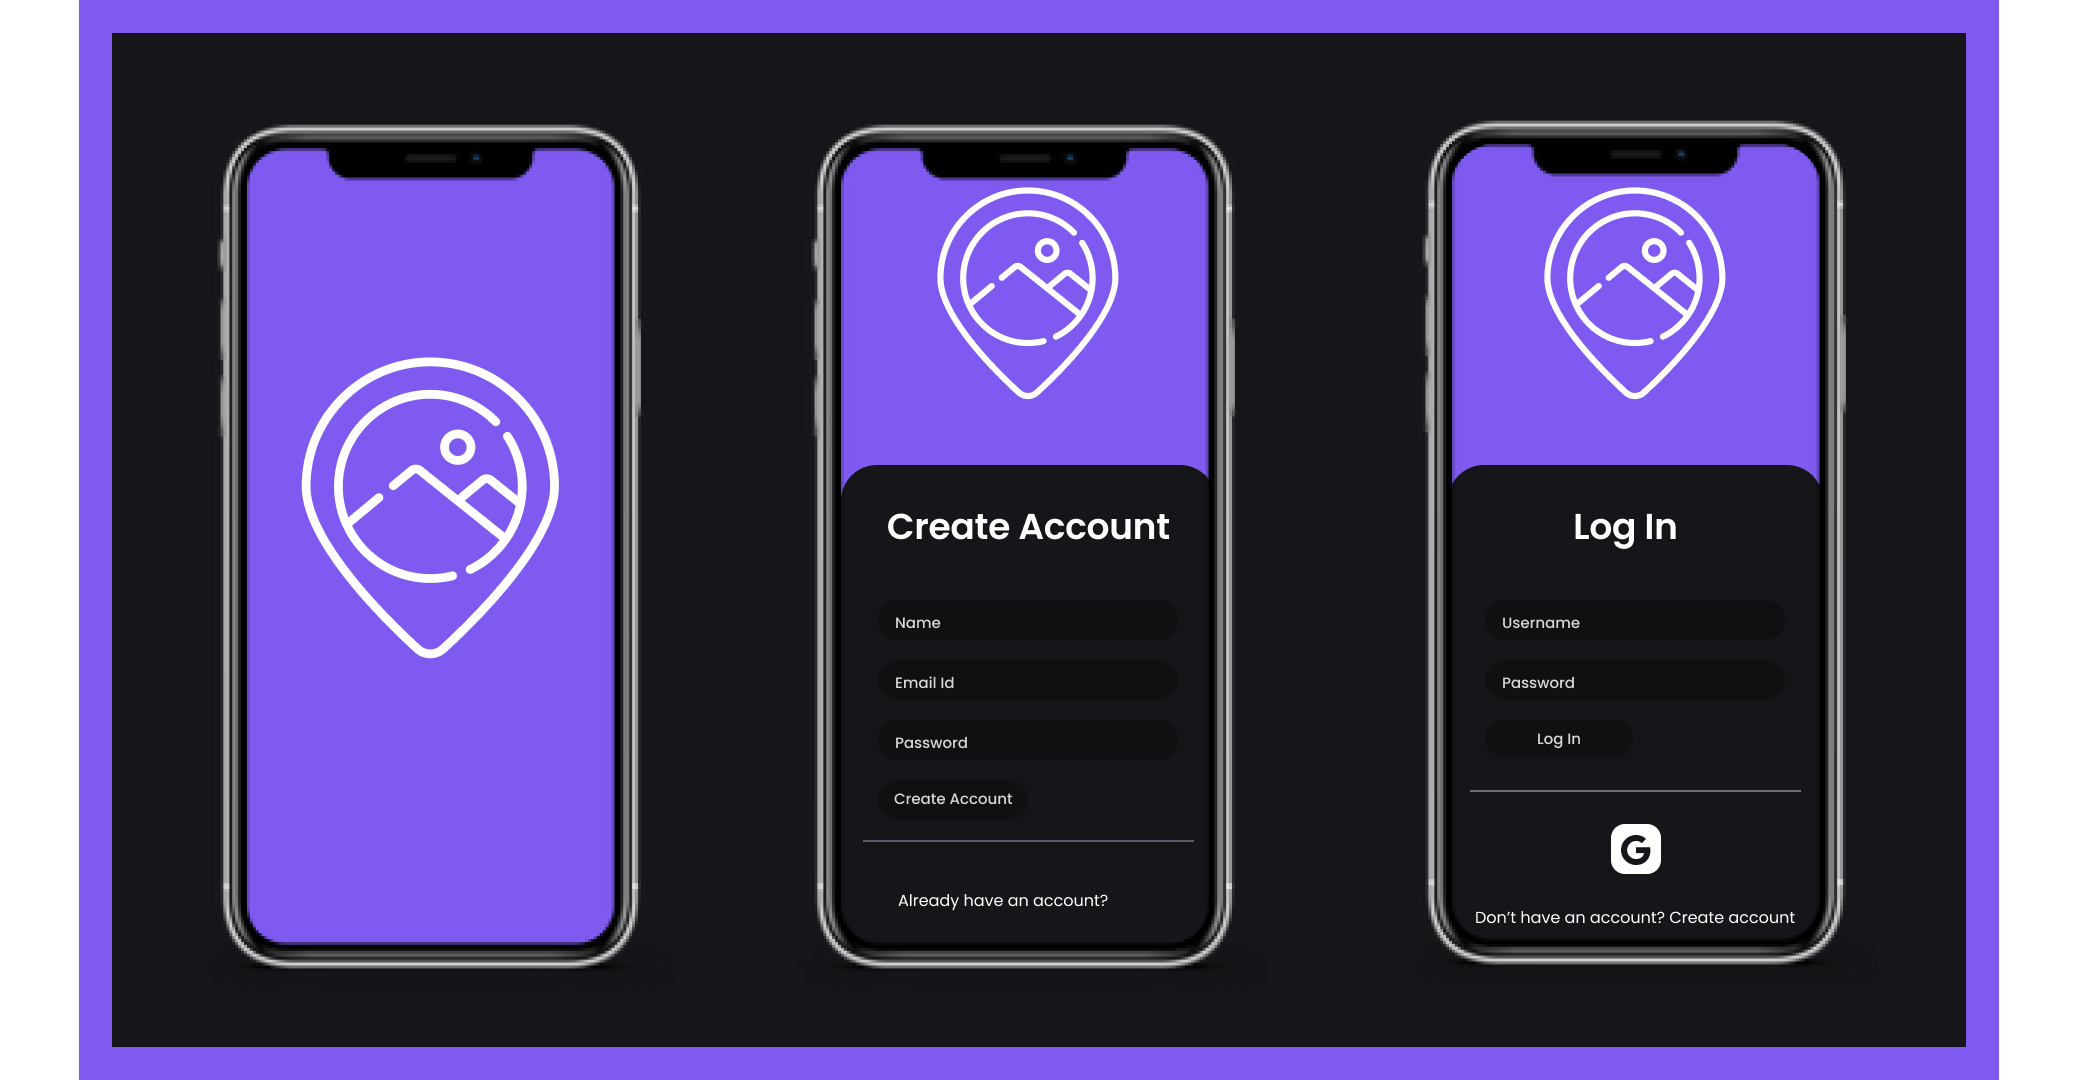 Create Account
Name
Email Id
Password
Create Account
Already have an account?
Log In
Username
Password
Log In
G
Don't have an account? Create account